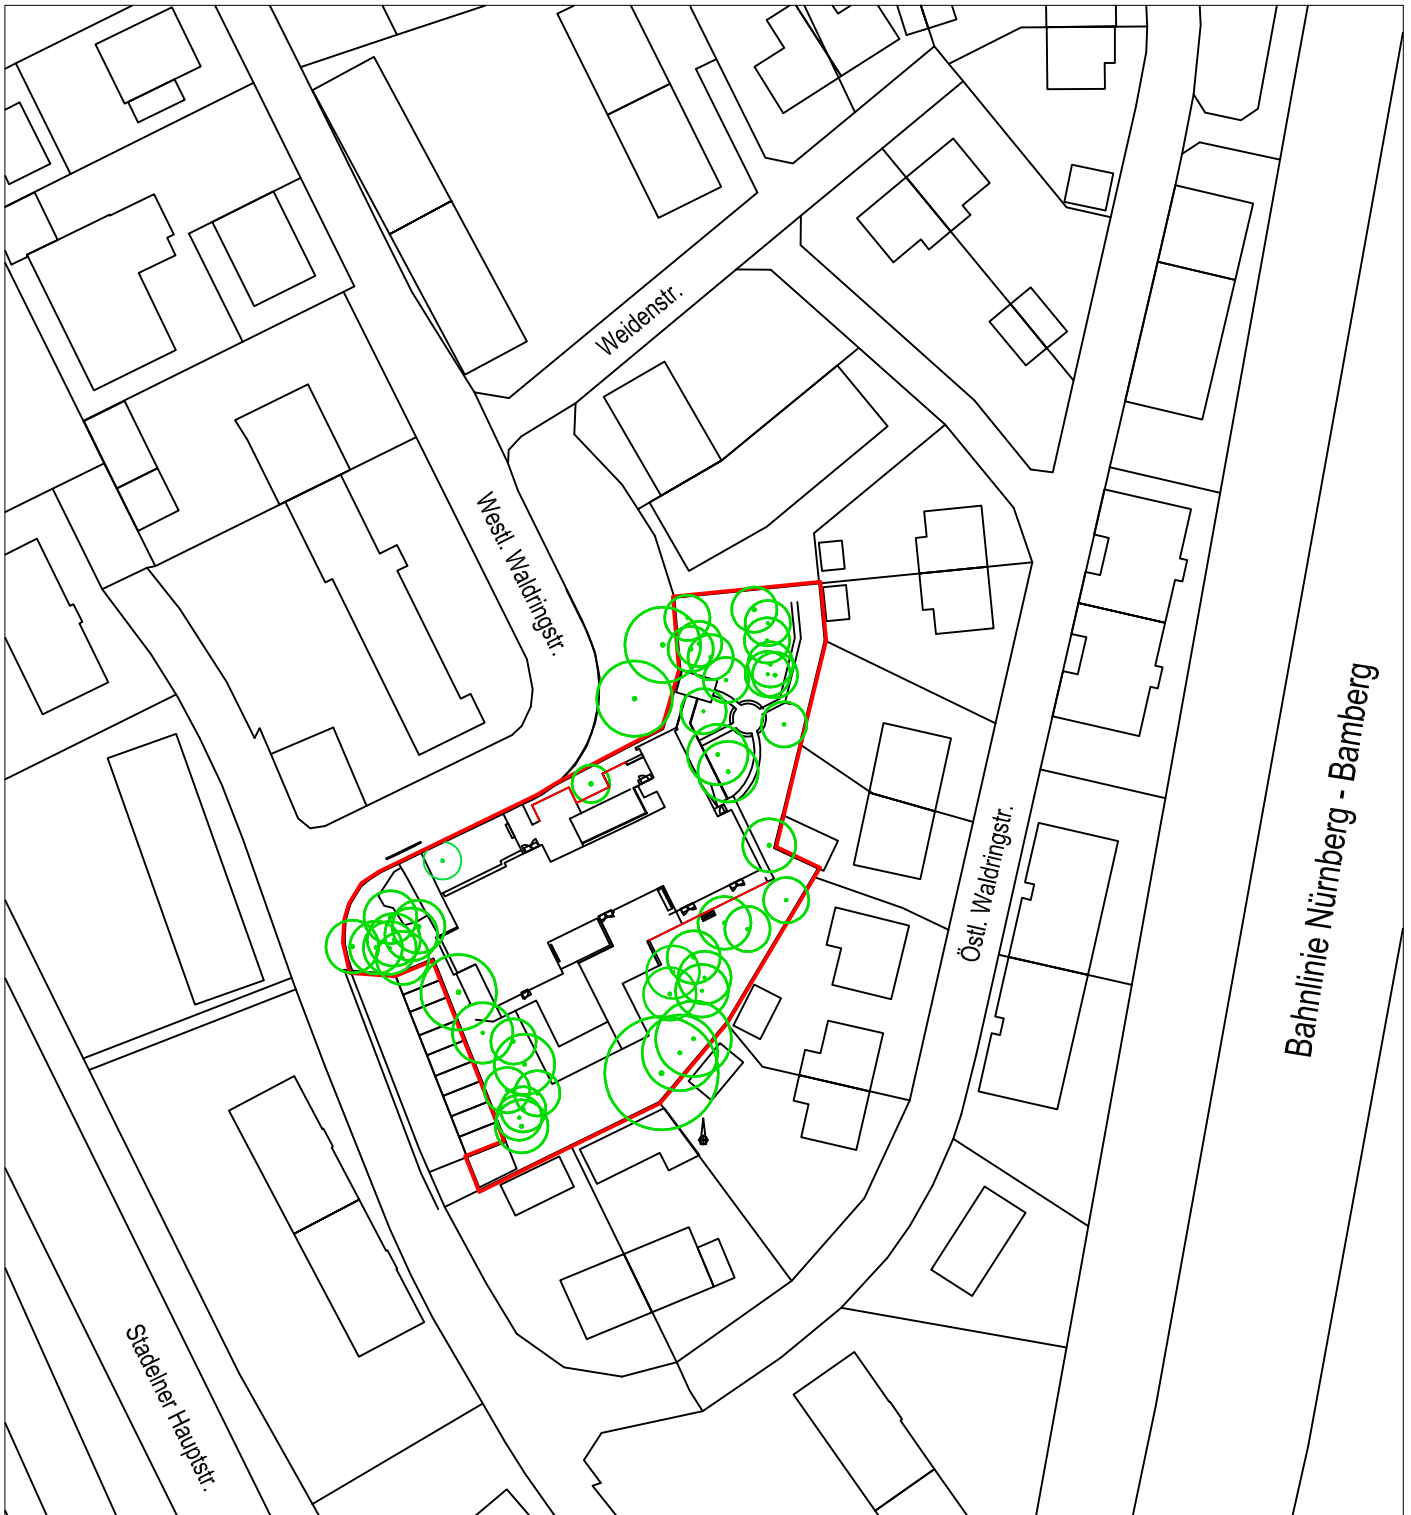 Weidenstr.
Westl. Waldringstr.
Bahnlinie Nürnberg - Bamberg
Östl. Waldringstr.
Stadelner Hauptstr.